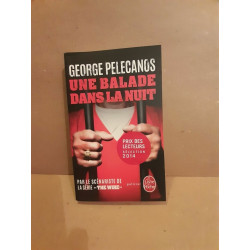 GEORGE PELECANOS
UNE BALADE
DANS LA NUIT
PRIX DES
LECTEURS
SÉLECTION
2014
PAR LE SCÉNARISTE DE
LA SÉRIE « THE WIRE »